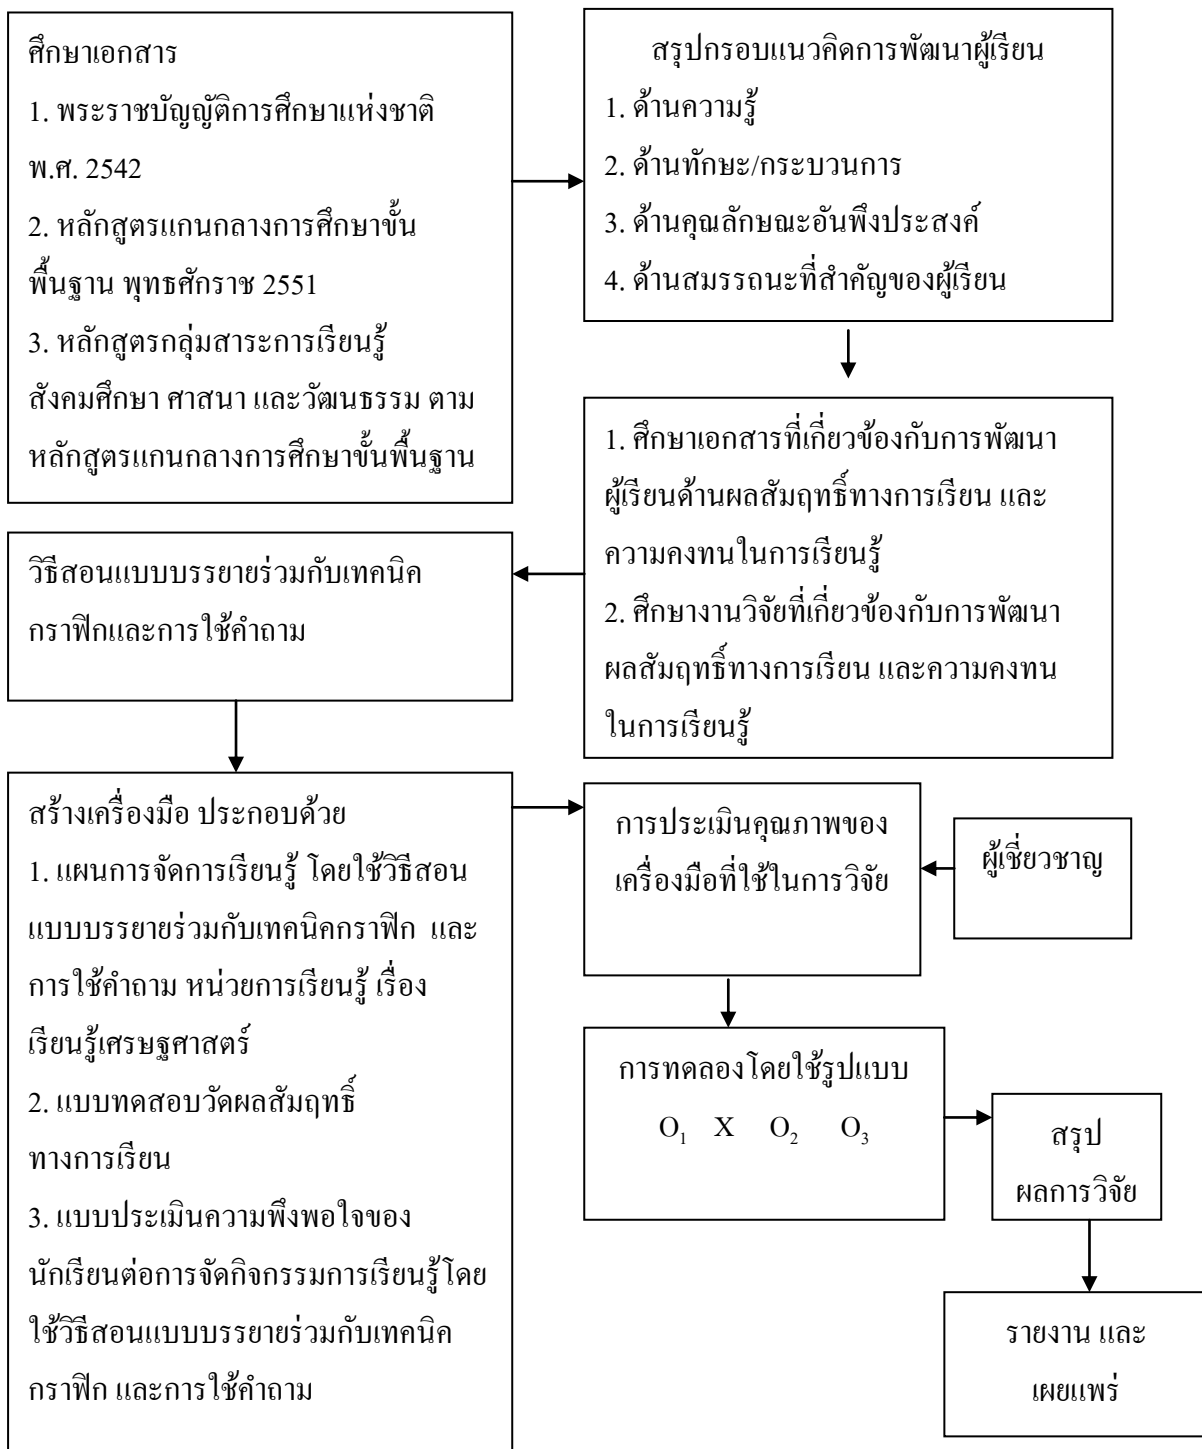 ศึกษาเอกสาร
1. พระราชบัญญัติการศึกษาแห่งชาติ
พ.ศ. 2542
2. หลักสูตรแกนกลางการศึกษาขั้น
พื้นฐาน พุทธศักราช 2551
3. หลักสูตรกลุ่มสาระการเรียนรู้
สังคมศึกษา ศาสนา และวัฒนธรรม ตาม
หลักสูตรแกนกลางการศึกษาขั้นพื้นฐาน
สรุปกรอบแนวคิดการพัฒนาผู้เรียน
1. ด้านความรู้
2. ด้านทักษะ/กระบวนการ
3. ด้านคุณลักษณะอันพึงประสงค์
4. ด้านสมรรถนะที่สำคัญของผู้เรียน
1. ศึกษาเอกสารที่เกี่ยวข้องกับการพัฒนา
ผู้เรียนด้านผลสัมฤทธิ์ทางการเรียน และ
ความคงทนในการเรียนรู้
2. ศึกษางานวิจัยที่เกี่ยวข้องกับการพัฒนา
ผลสัมฤทธิ์ทางการเรียน และความคงทน
ในการเรียนรู้
วิธีสอนแบบบรรยายร่วมกับเทคนิค
กราฟิกและการใช้คำถาม
สร้างเครื่องมือ ประกอบด้วย
1. แผนการจัดการเรียนรู้ โดยใช้วิธีสอน
แบบบรรยายร่วมกับเทคนิคกราฟิก และ
การใช้คำถาม หน่วยการเรียนรู้ เรื่อง
เรียนรู้เศรษฐศาสตร์
2. แบบทดสอบวัดผลสัมฤทธิ์
ทางการเรียน
3. แบบประเมินความพึงพอใจของ
นักเรียนต่อการจัดกิจกรรมการเรียนรู้โดย
ใช้วิธีสอนแบบบรรยายร่วมกับเทคนิค
กราฟิก และการใช้คำถาม
การประเมินคุณภาพของ
เครื่องมือที่ใช้ในการวิจัย
ผู้เชี่ยวชาญ
การทดลองโดยใช้รูปแบบ
O₁ X O₂ O₃
สรุป
ผลการวิจัย
รายงาน และ
เผยแพร่